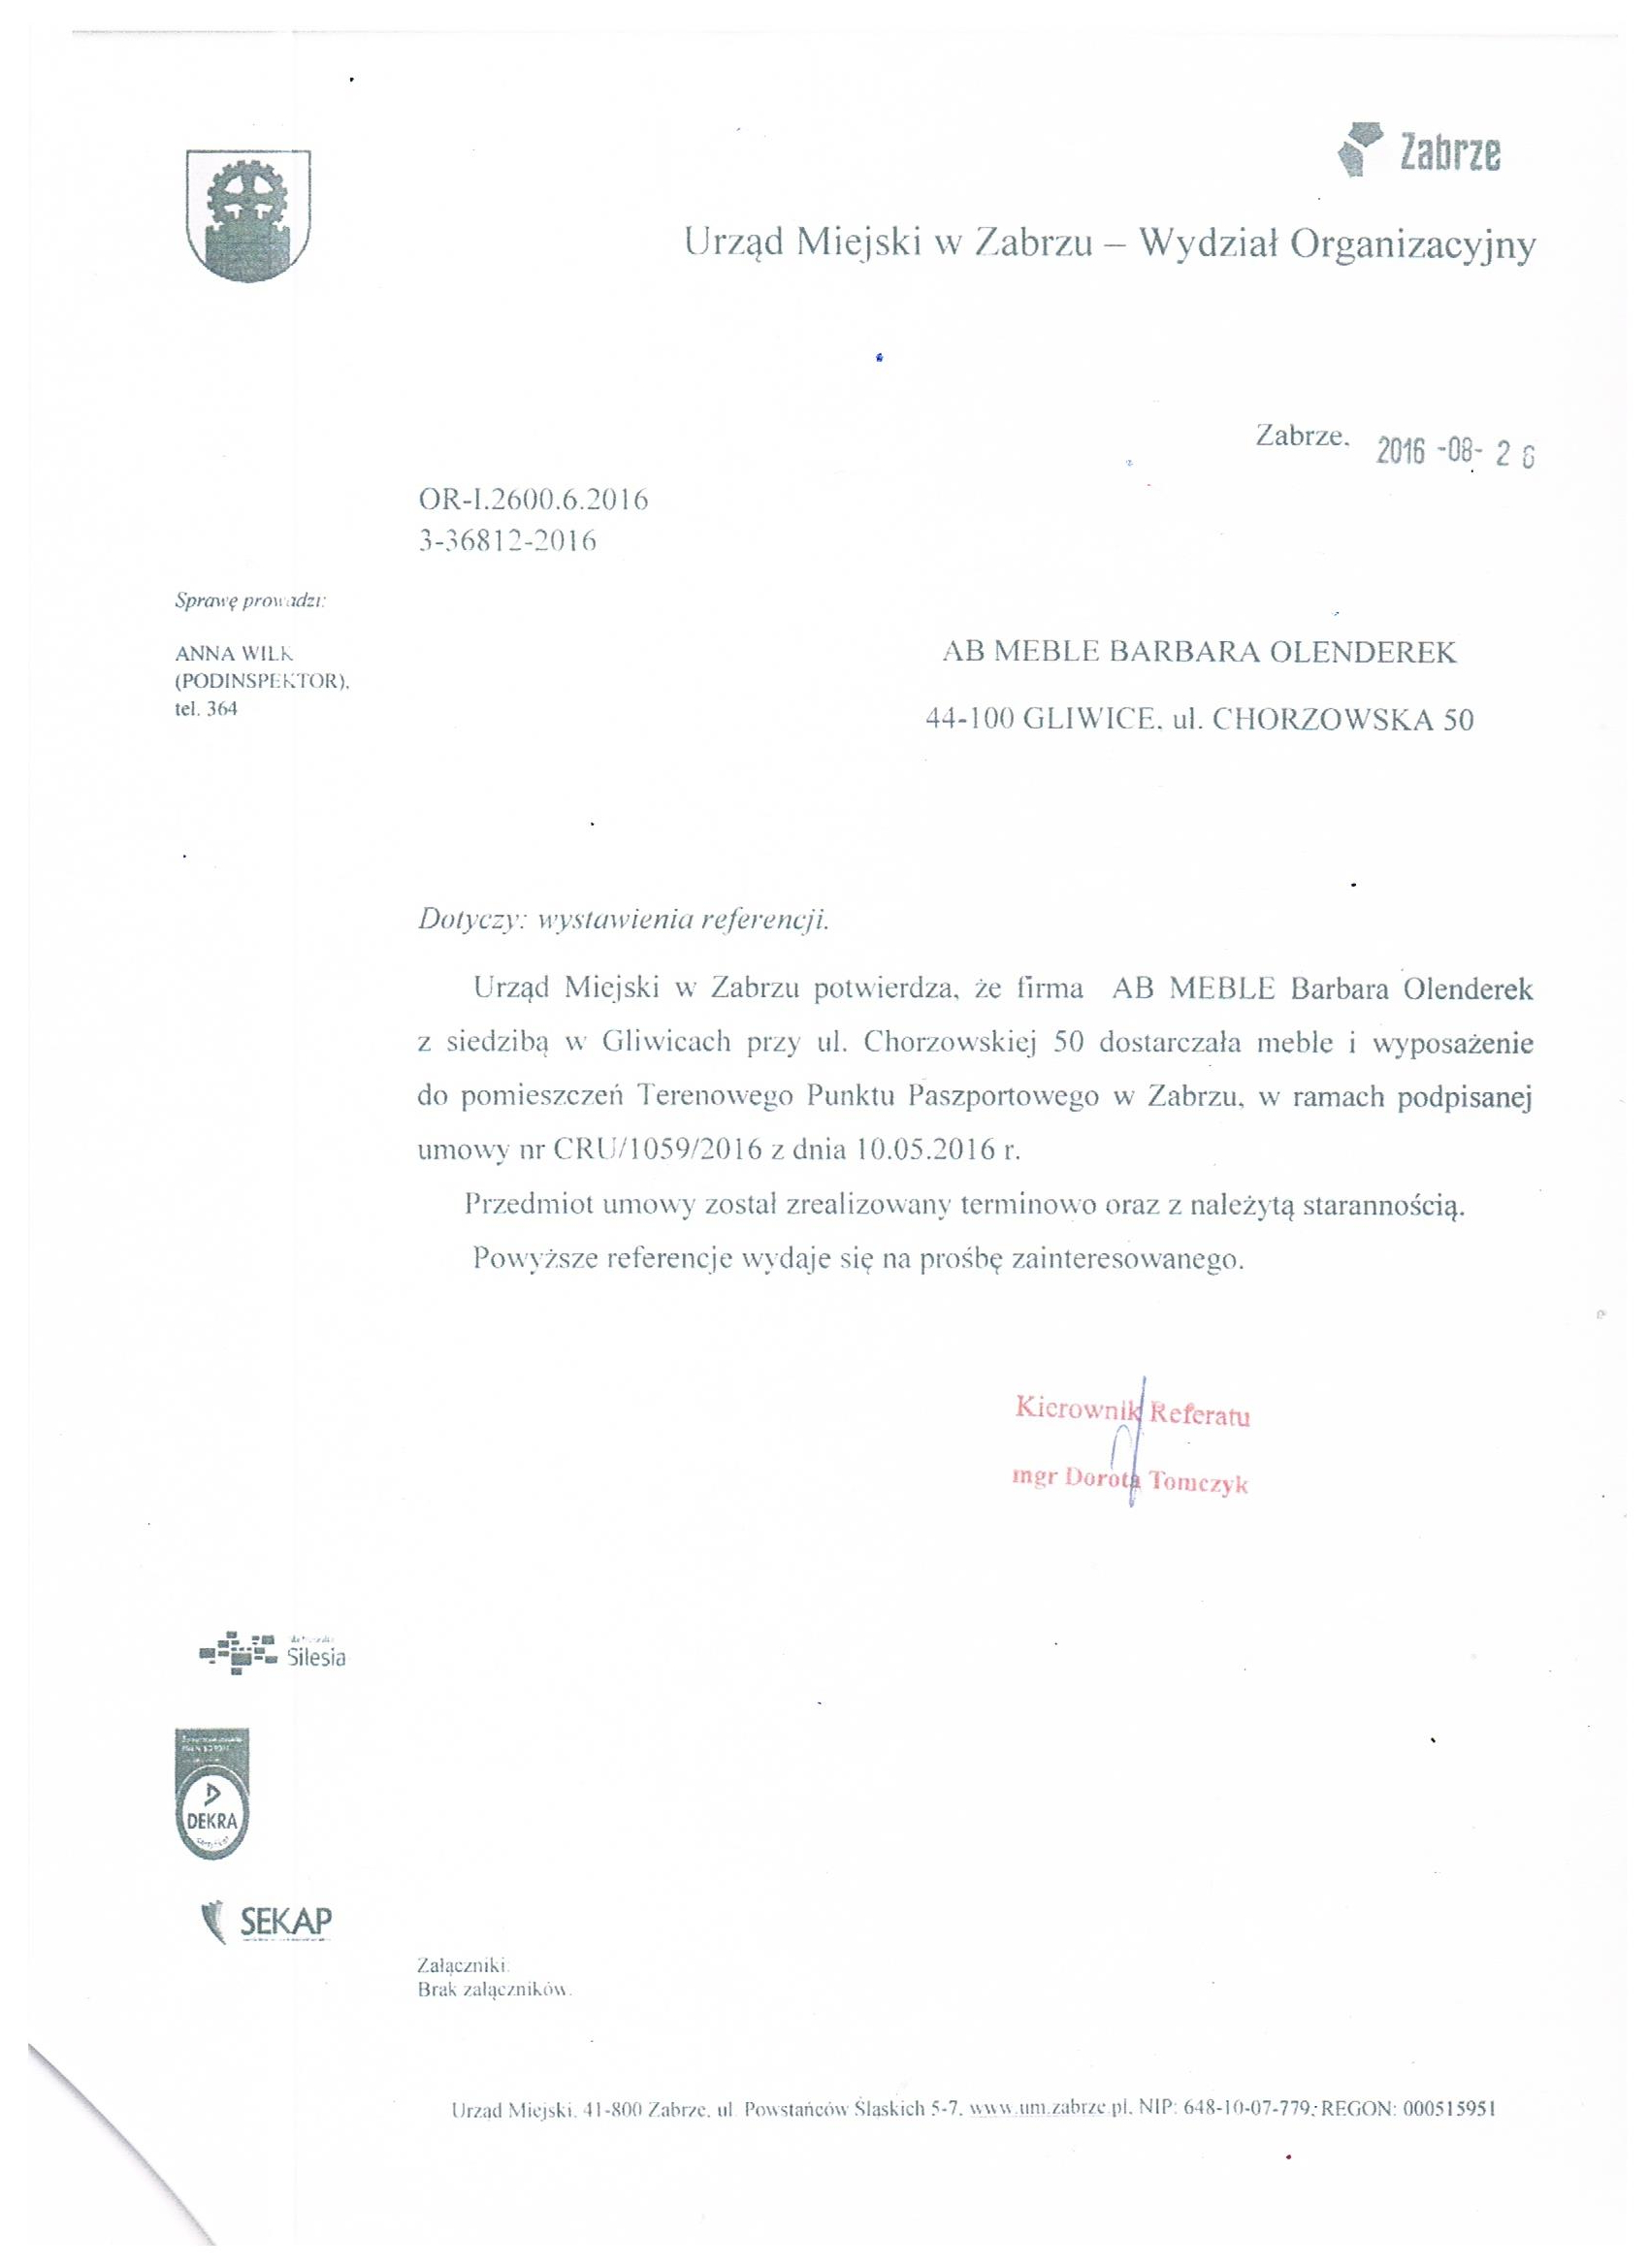 Zabrze
Urząd Miejski w Zabrzu – Wydział Organizacyjny
Zabrze, 2016 -08- 2 6
OR-I.2600.6.2016
3-36812-2016
Sprawę prowadzi:
ANNA WILK
(PODINSPEKTOR),
tel. 364
AB MEBLE BARBARA OLENDEREK
44-100 GLIWICE, ul. CHORZOWSKA 50
Dotyczy: wystawienia referencji.
Urząd Miejski w Zabrzu potwierdza, że firma AB MEBLE Barbara Olenderek
z siedzibą w Gliwicach przy ul. Chorzowskiej 50 dostarczała meble i wyposażenie
do pomieszczeń Terenowego Punktu Paszportowego w Zabrzu, w ramach podpisanej
umowy nr CRU/1059/2016 z dnia 10.05.2016 r.
Przedmiot umowy został zrealizowany terminowo oraz z należytą starannością.
Powyższe referencje wydaje się na prośbę zainteresowanego.
Kierownik Referatu
mgr Dorota Tomczyk
Silesia
DEKRA
SEKAP
Załączniki:
Brak załączników.
Urząd Miejski, 41-800 Zabrze, ul. Powstańców Śląskich 5-7, www.um.zabrze.pl, NIP: 648-10-07-779; REGON: 000515951